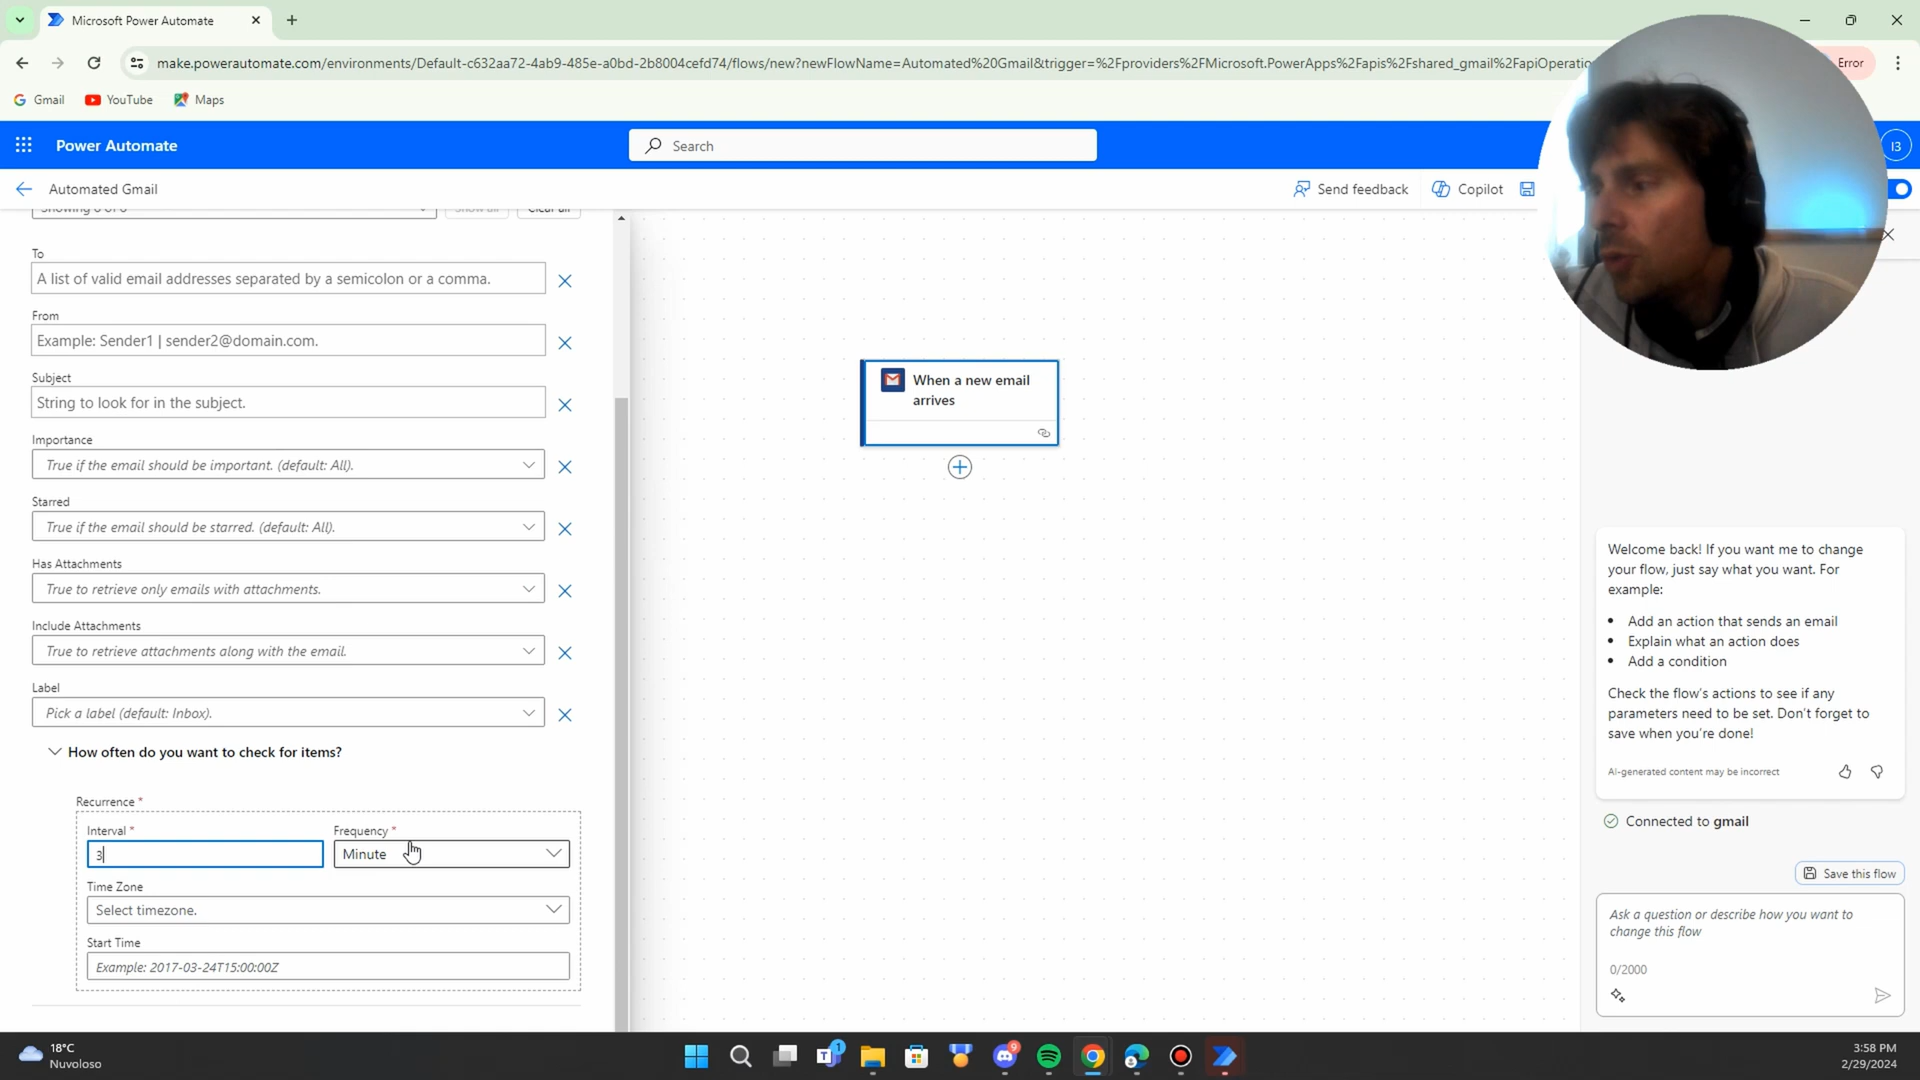 Microsoft Power Automate
make.powerautomate.com/environments/Default-c632aa72-4ab9-485e-a0bd-2b8004cefd74/flows/new?newFlowName=Automated%20Gmail&trigger=%2Fproviders%2FMicrosoft.PowerApps%2Fapis%2Fshared_gmail%2FapiOperatio
Error
Gmail
YouTube
Maps
Power Automate
Search
I3
Automated Gmail
Send feedback
Copilot
To
A list of valid email addresses separated by a semicolon or a comma.
From
Example: Sender1 | sender2@domain.com.
Subject
String to look for in the subject.
Importance
True if the email should be important. (default: All).
Starred
True if the email should be starred. (default: All).
Has Attachments
True to retrieve only emails with attachments.
Include Attachments
True to retrieve attachments along with the email.
Label
Pick a label (default: Inbox).
How often do you want to check for items?
Recurrence *
Interval *
Frequency *
3
Minute
Time Zone
Select timezone.
Start Time
Example: 2017-03-24T15:00:00Z
When a new email
arrives
Welcome back! If you want me to change
your flow, just say what you want. For
example:
• Add an action that sends an email
• Explain what an action does
• Add a condition
Check the flow's actions to see if any
parameters need to be set. Don't forget to
save when you're done!
AI-generated content may be incorrect
Connected to gmail
Save this flow
Ask a question or describe how you want to
change this flow
0/2000
18°C
Nuvoloso
1
9
3:58 PM
2/29/2024